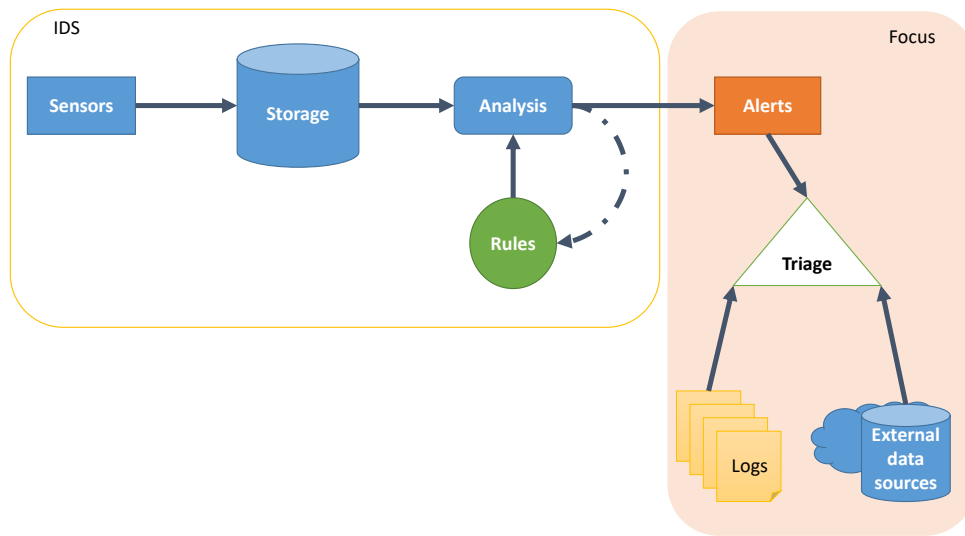 IDS
Focus
Sensors
Storage
Analysis
Alerts
Rules
Triage
Logs
External
data
sources